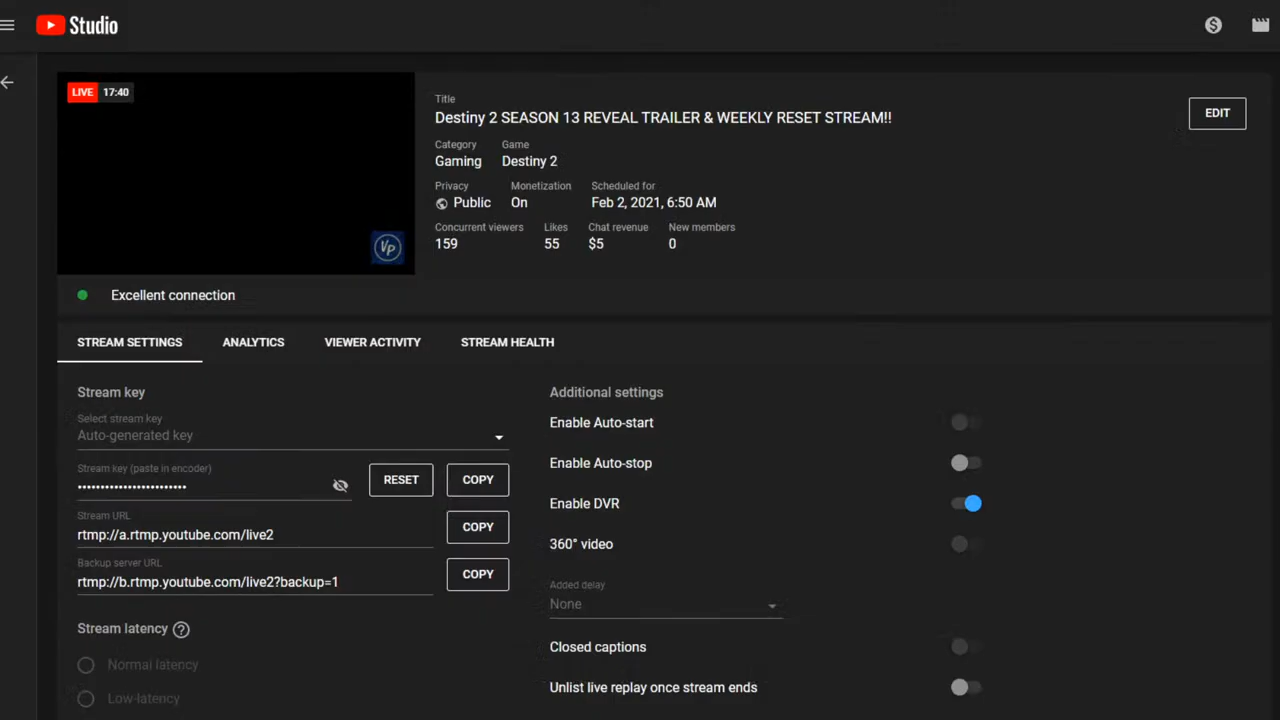 Studio
LIVE 17:40
Title
Destiny 2 SEASON 13 REVEAL TRAILER & WEEKLY RESET STREAM!!
EDIT
Category Game
Gaming Destiny 2
Privacy Monetization Scheduled for
Public On Feb 2, 2021, 6:50 AM
Concurrent viewers Likes Chat revenue New members
159 55 $5 0
VP
Excellent connection
STREAM SETTINGS ANALYTICS VIEWER ACTIVITY STREAM HEALTH
Stream key
Select stream key
Auto-generated key
Stream key (paste in encoder)
RESET COPY
Stream URL
rtmp://a.rtmp.youtube.com/live2
COPY
Backup server URL
rtmp://b.rtmp.youtube.com/live2?backup=1
COPY
Stream latency
Normal latency
Low-latency
Additional settings
Enable Auto-start
Enable Auto-stop
Enable DVR
360° video
Added delay
None
Closed captions
Unlist live replay once stream ends